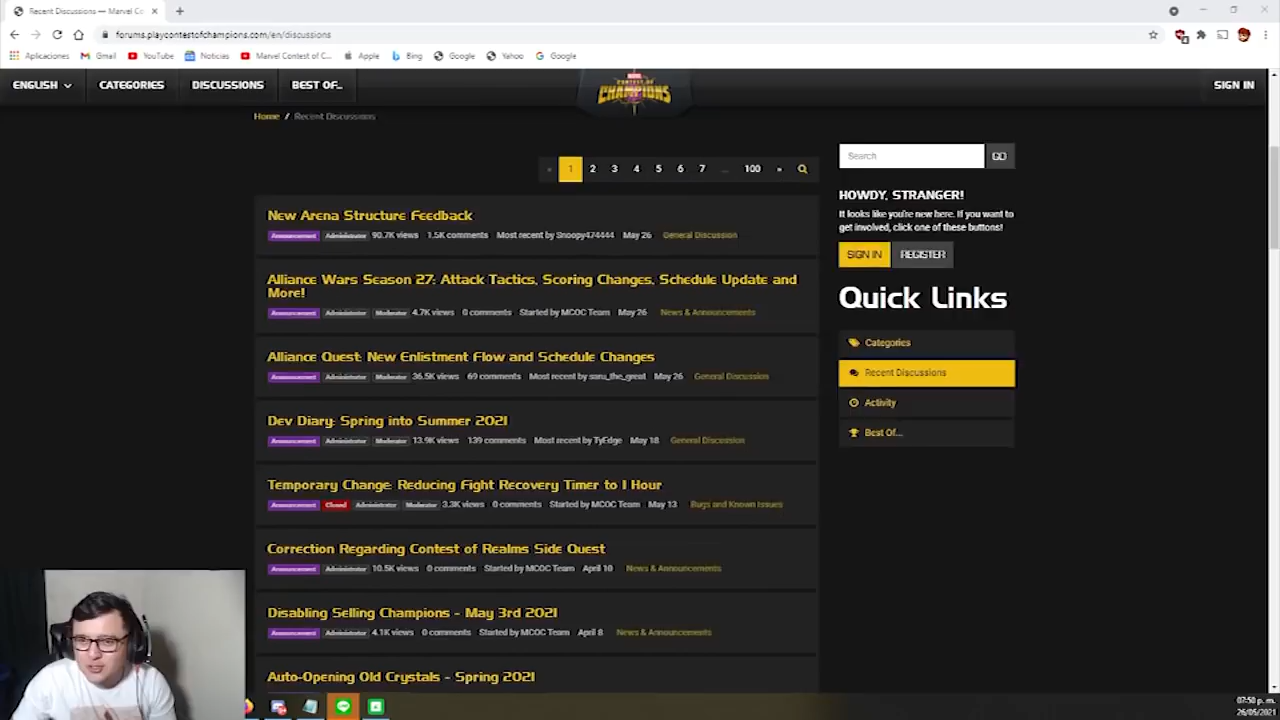 Recent Discussions — Marvel Com
forums.playcontestofchampions.com/en/discussions
Aplicaciones Gmail YouTube Noticias Marvel Contest of C... Apple Bing Google Yahoo Google
ENGLISH CATEGORIES DISCUSSIONS BEST OF... MARVEL CONTEST OF CHAMPIONS SIGN IN
Home / Recent Discussions
« 1 2 3 4 5 6 7 ... 100 »
Search GO
HOWDY, STRANGER!
It looks like you're new here. If you want
to get involved, click one of these buttons!
SIGN IN REGISTER
Quick Links
Categories
Recent Discussions
Activity
Best Of...
New Arena Structure Feedback
Announcement Administrator 90.7K views 1.5K comments Most recent by Snoopy474444 May 26 General Discussion
Alliance Wars Season 27: Attack Tactics, Scoring Changes, Schedule Update and
More!
Announcement Administrator Moderator 4.7K views 0 comments Started by MCOC Team May 26 News & Announcements
Alliance Quest: New Enlistment Flow and Schedule Changes
Announcement Administrator Moderator 36.5K views 69 comments Most recent by saru_the_great May 26 General Discussion
Dev Diary: Spring into Summer 2021
Announcement Administrator Moderator 13.9K views 139 comments Most recent by TyEdge May 18 General Discussion
Temporary Change: Reducing Fight Recovery Timer to 1 Hour
Announcement Closed Administrator Moderator 3.3K views 0 comments Started by MCOC Team May 13 Bugs and Known Issues
Correction Regarding Contest of Realms Side Quest
Announcement Administrator 10.5K views 0 comments Started by MCOC Team April 10 News & Announcements
Disabling Selling Champions - May 3rd 2021
Announcement Administrator 4.1K views 0 comments Started by MCOC Team April 8 News & Announcements
Auto-Opening Old Crystals - Spring 2021
07:50 p. m.
26/05/2021